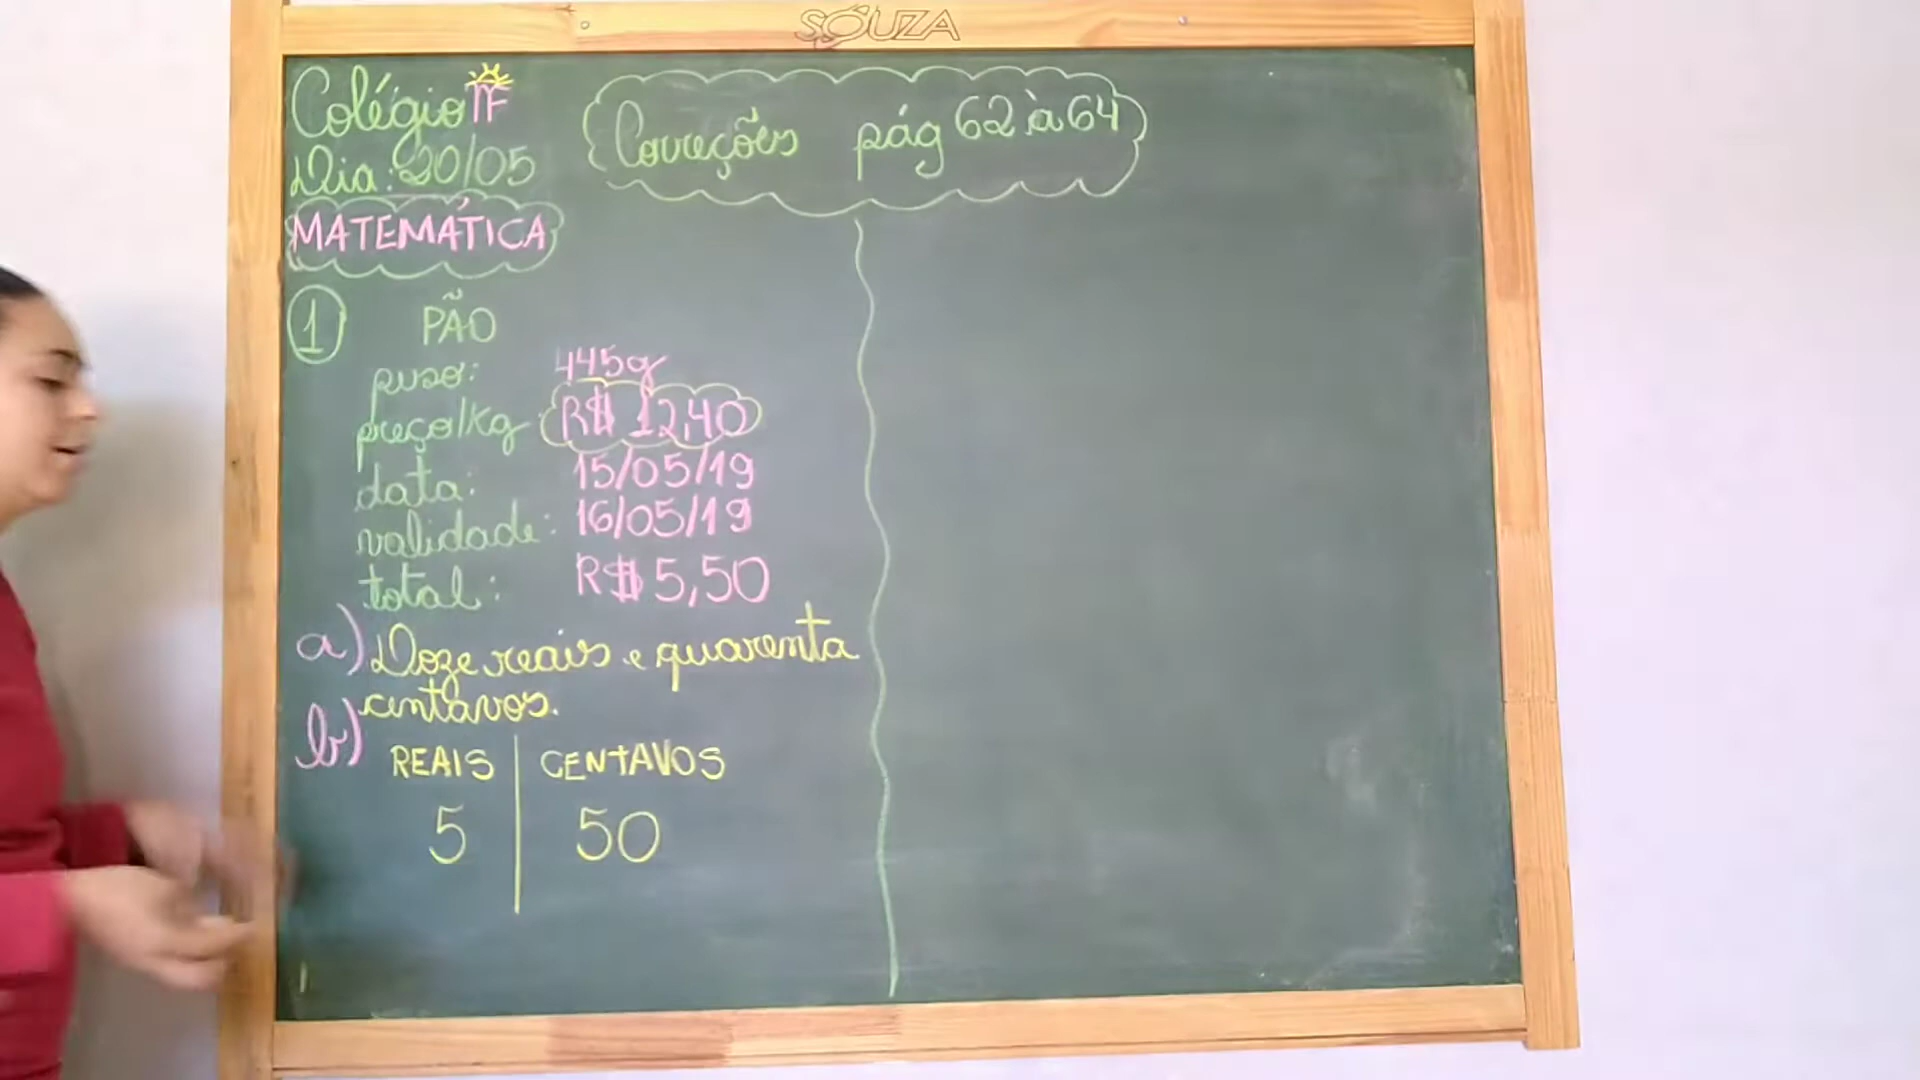 SOUZA
Colégio TF
Dia: 20/05
Correções pág 62 à 64
MATEMÁTICA
1 PÃO
peso: 445g
preço/kg: R$ 12,40
data: 15/05/19
validade: 16/05/19
total: R$ 5,50
a) Doze reais e quarenta
centavos.
b) REAIS CENTAVOS
5 50